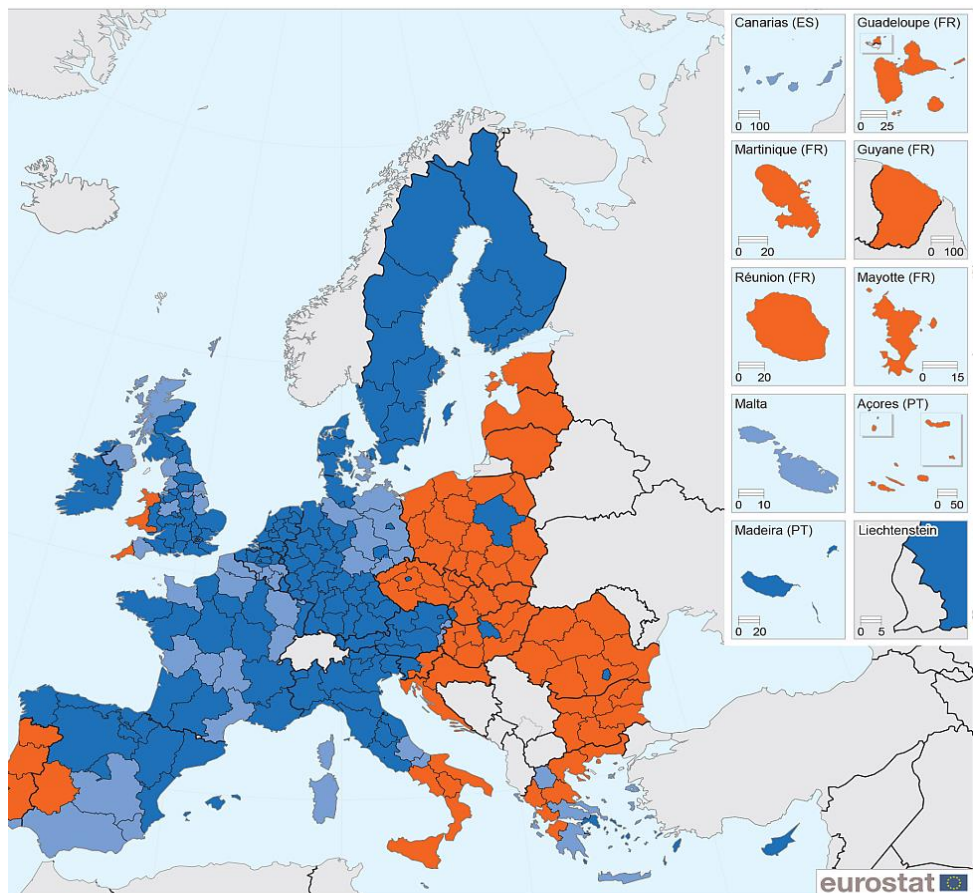 Canarias (ES)
0 100
Guadeloupe (FR)
0 25
Martinique (FR)
0 20
Guyane (FR)
0 100
Réunion (FR)
0 20
Mayotte (FR)
0 15
Malta
0 10
Açores (PT)
0 50
Madeira (PT)
0 20
Liechtenstein
0 5
eurostat